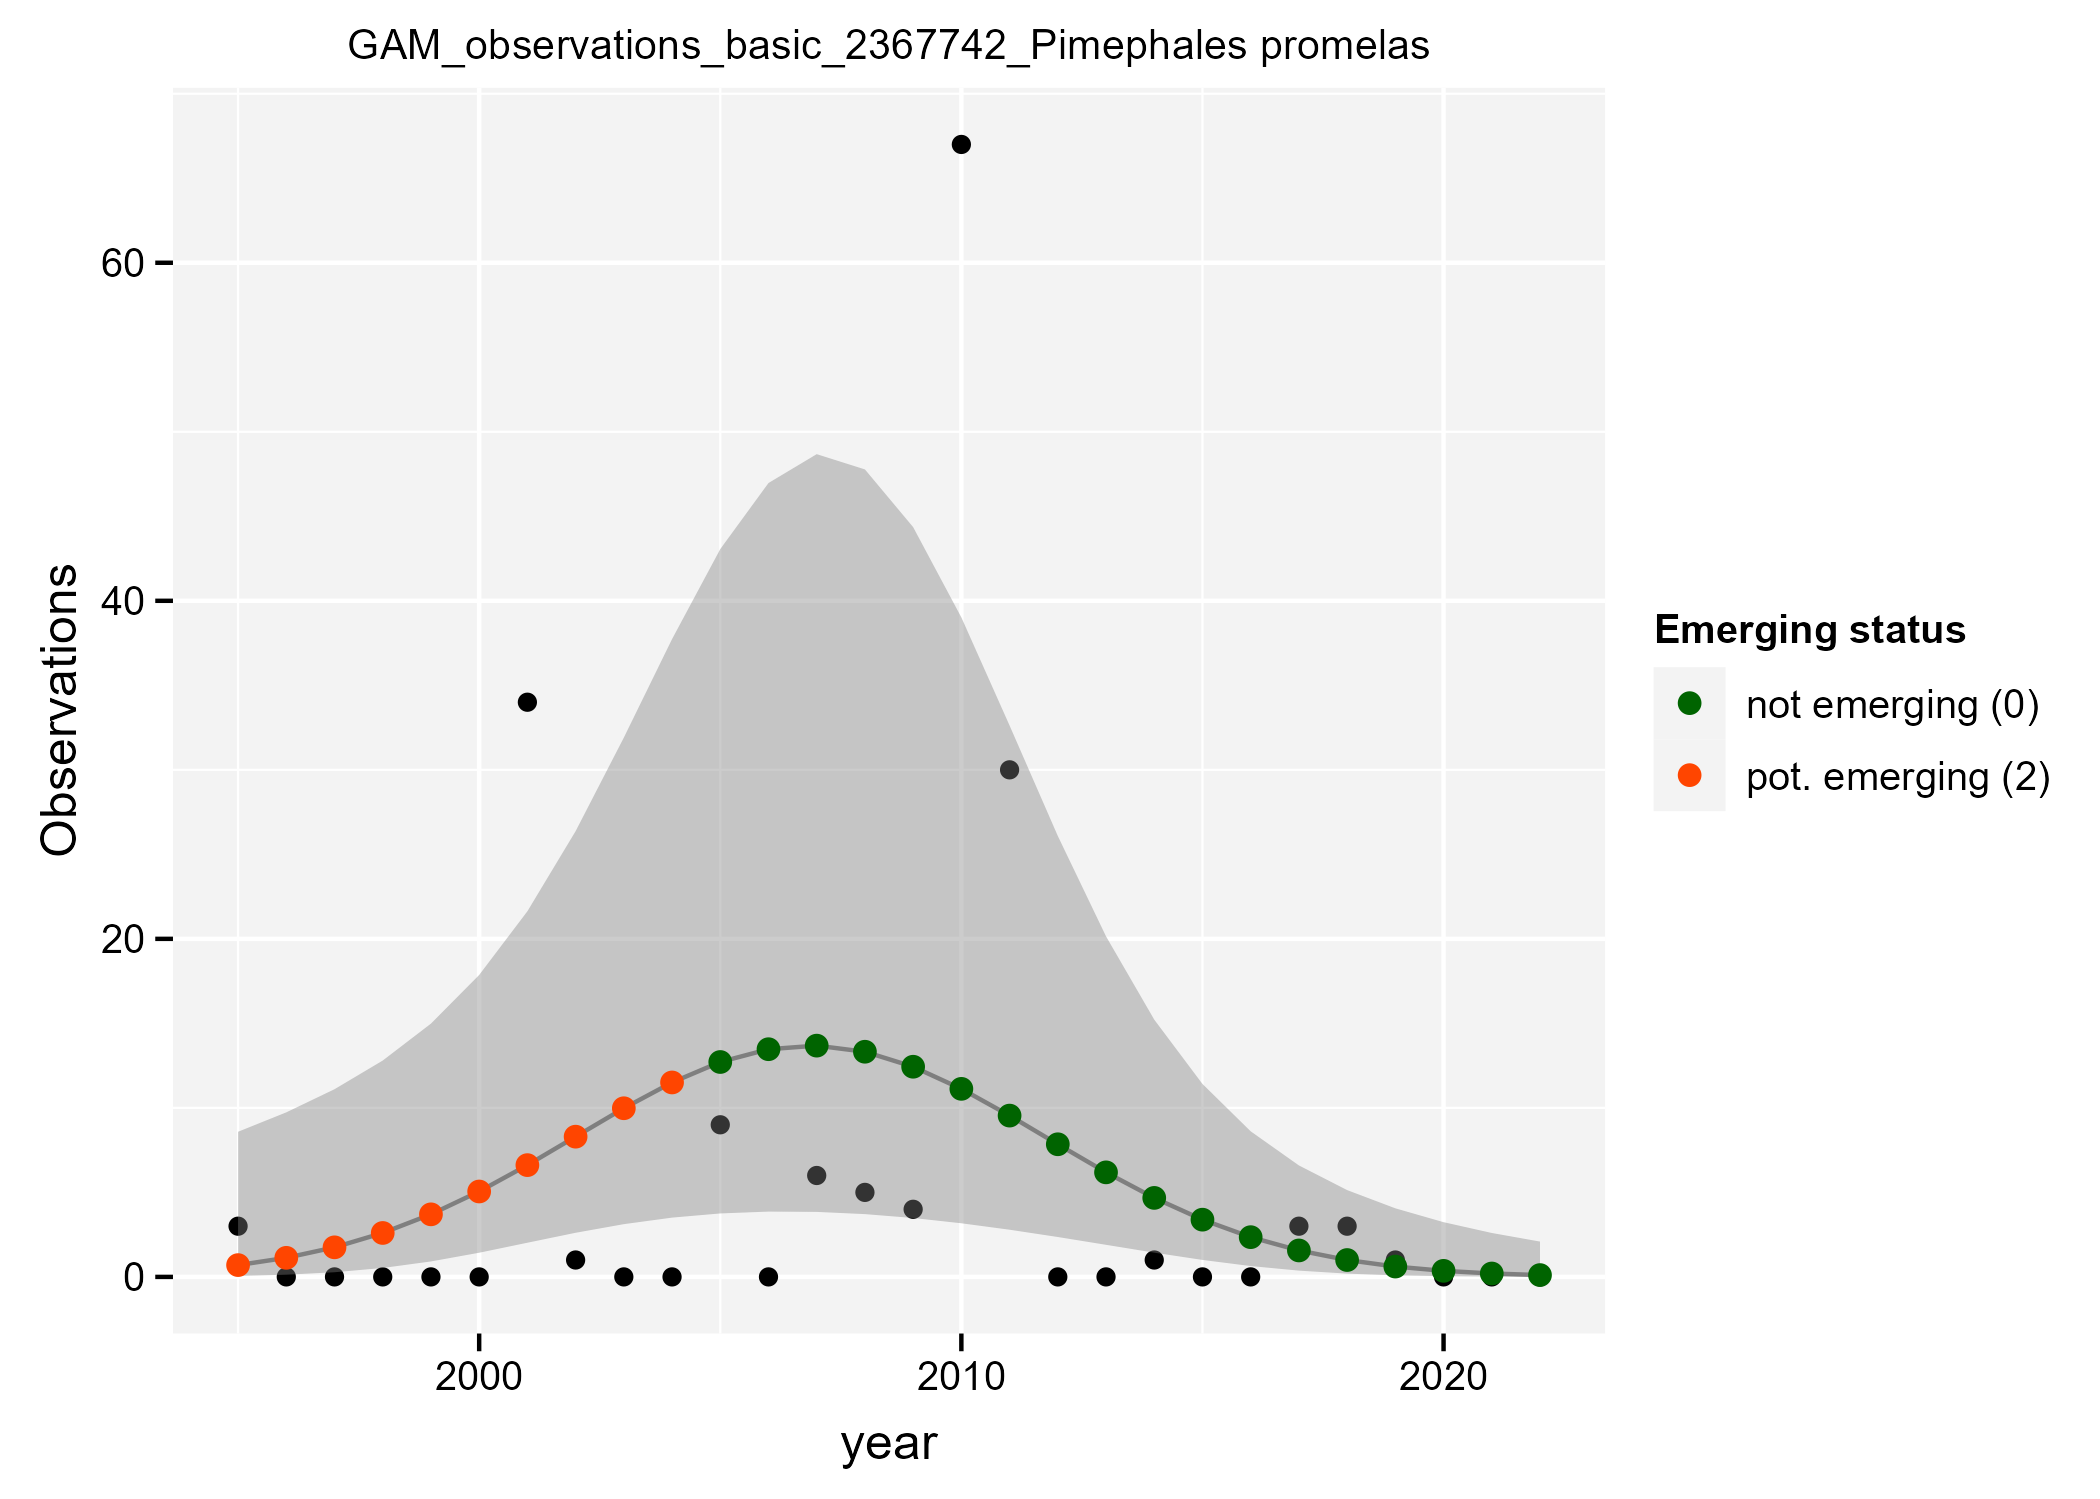 GAM_observations_basic_2367742_Pimephales promelas
60
40
20
0
Observations
2000
2010
2020
year
Emerging status
not emerging (0)
pot. emerging (2)